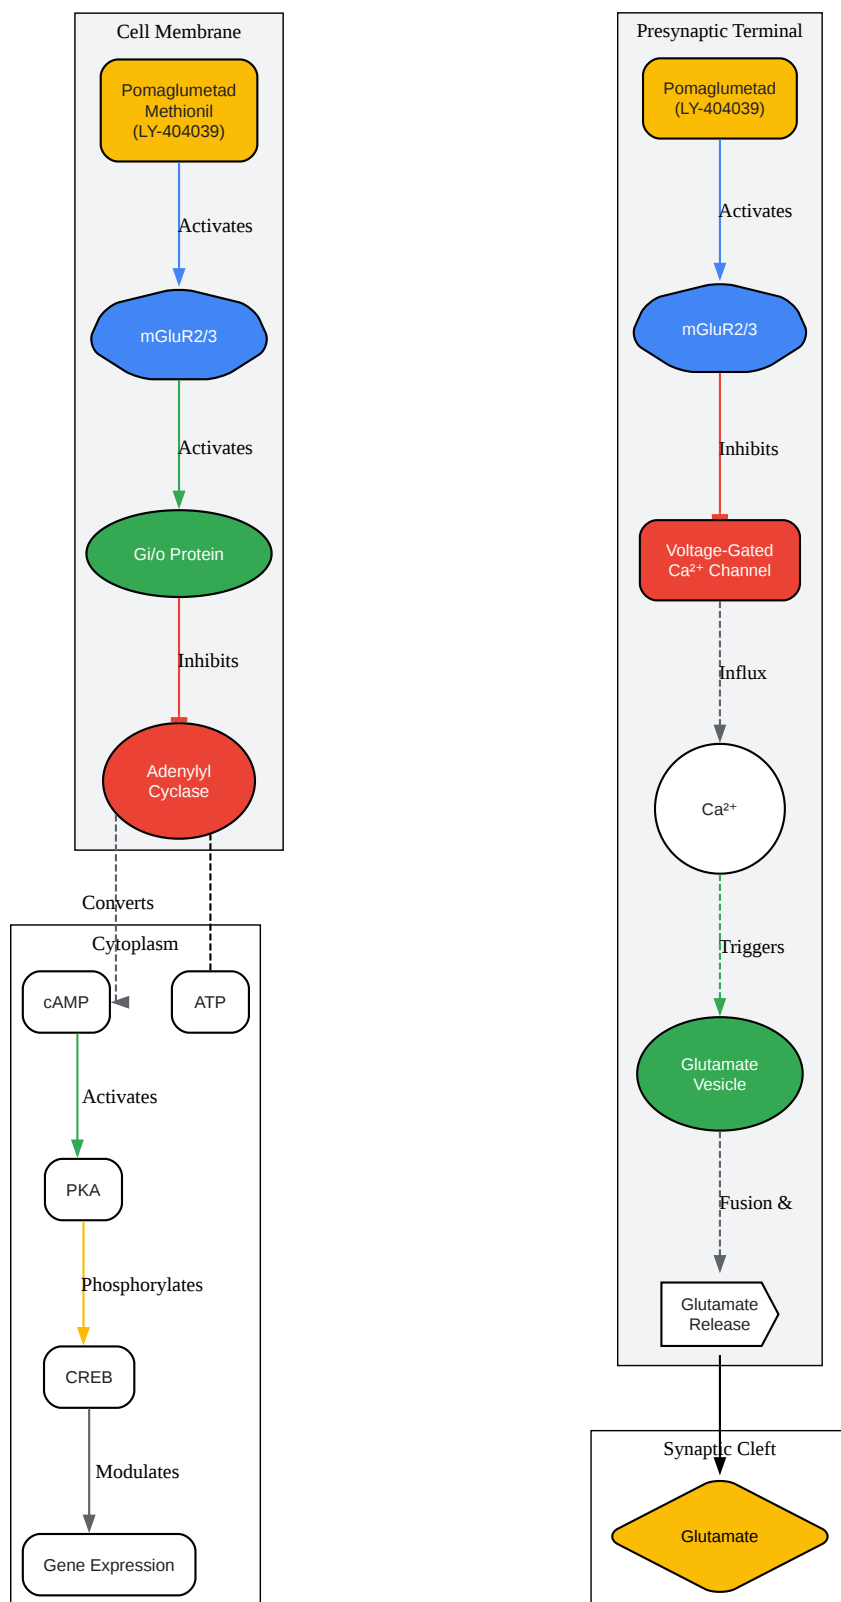 Cell Membrane
Pomaglumetad
Methionil
(LY-404039)
Activates
mGluR2/3
Activates
Gi/o Protein
Inhibits
Adenylyl
Cyclase
Converts
Cytoplasm
cAMP
ATP
Activates
PKA
Phosphorylates
CREB
Modulates
Gene Expression
Presynaptic Terminal
Pomaglumetad
(LY-404039)
Activates
mGluR2/3
Inhibits
Voltage-Gated
Ca²⁺ Channel
Influx
Ca²⁺
Triggers
Glutamate
Vesicle
Fusion &
Glutamate
Release
Synaptic Cleft
Glutamate